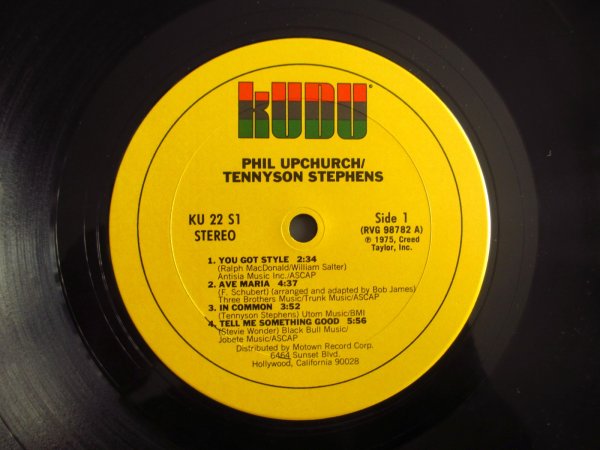 KUDU®
PHIL UPCHURCH/
TENNYSON STEPHENS
KU 22 S1
STEREO
Side 1
(RVG 98782 A)
℗ 1975, Creed
Taylor, Inc.
1. YOU GOT STYLE 2:34
(Ralph MacDonald/William Salter)
Antisia Music Inc./ASCAP
2. AVE MARIA 4:37
(F. Schubert) (arranged and adapted by Bob James)
Three Brothers Music/Trunk Music/ASCAP
3. IN COMMON 3:52
(Tennyson Stephens) Utom Music/BMI
4. TELL ME SOMETHING GOOD 5:56
(Stevie Wonder) Black Bull Music/
Jobete Music/ASCAP
Distributed by Motown Record Corp.
6464 Sunset Blvd.
Hollywood, California 90028